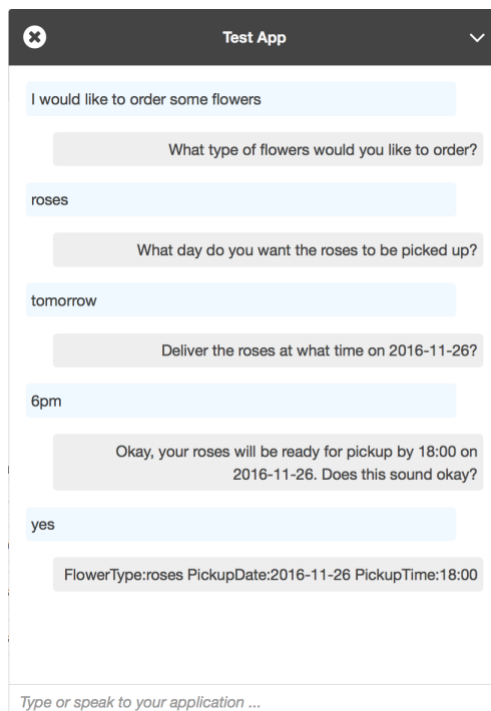 Test App
I would like to order some flowers
What type of flowers would you like to order?
roses
What day do you want the roses to be picked up?
tomorrow
Deliver the roses at what time on 2016-11-26?
6pm
Okay, your roses will be ready for pickup by 18:00 on
2016-11-26. Does this sound okay?
yes
FlowerType:roses PickupDate:2016-11-26 PickupTime:18:00
Type or speak to your application ...